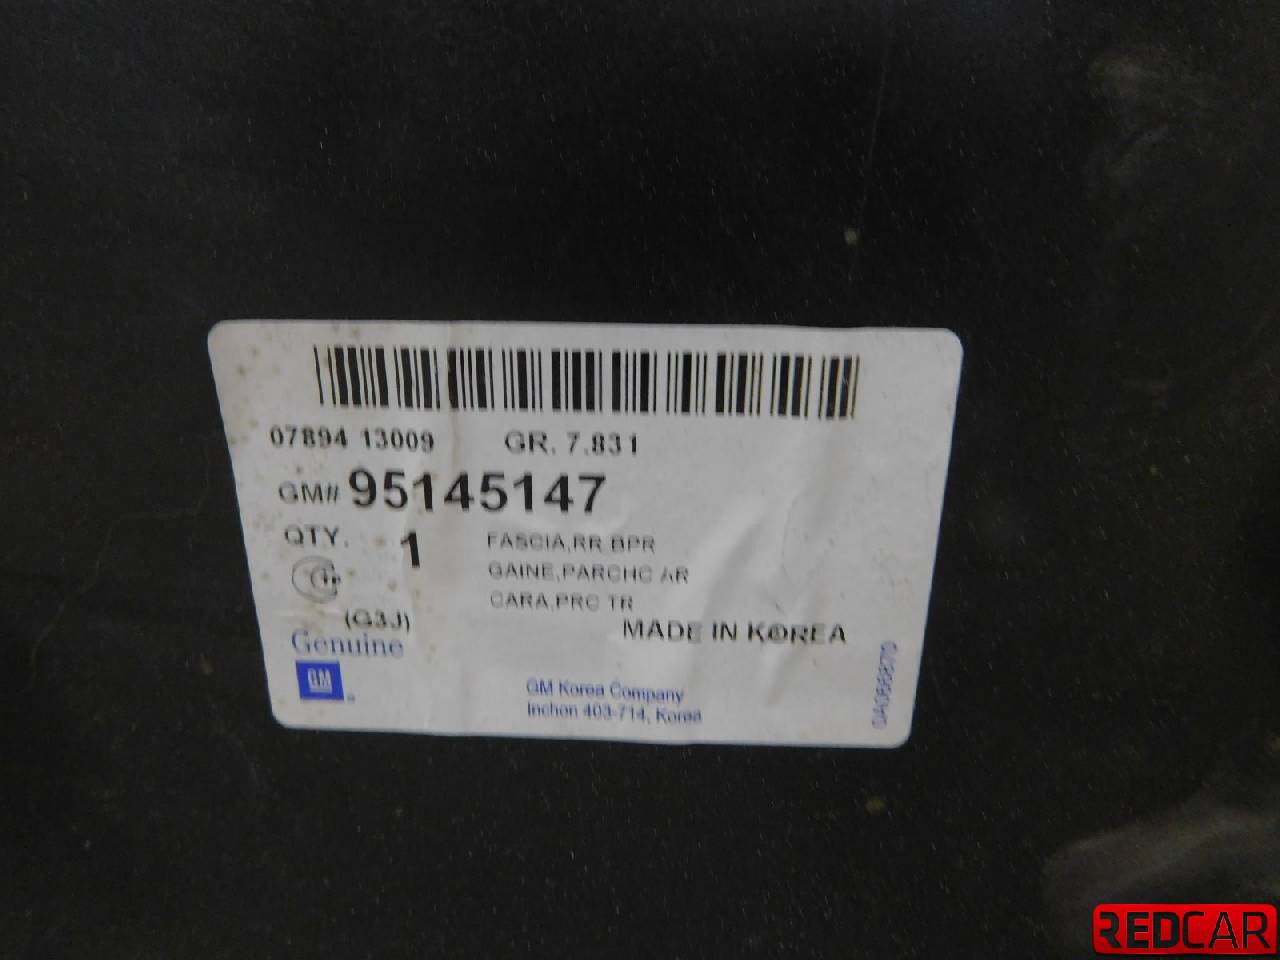 07894 13009 GR. 7.831
GM# 95145147
QTY. 1 FASCIA,RR BPR
GAINE,PARCHC AR
CARA,PRC TR
(G3J) MADE IN KOREA
Genuine
GM
GM Korea Company
Inchon 403-714, Korea
REDCAR